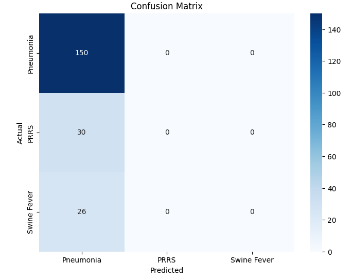 Confusion Matrix
Actual
Pneumonia
150
0
0
PRRS
30
0
0
Swine Fever
26
0
0
Pneumonia
PRRS
Swine Fever
Predicted
140
120
100
80
60
40
20
0